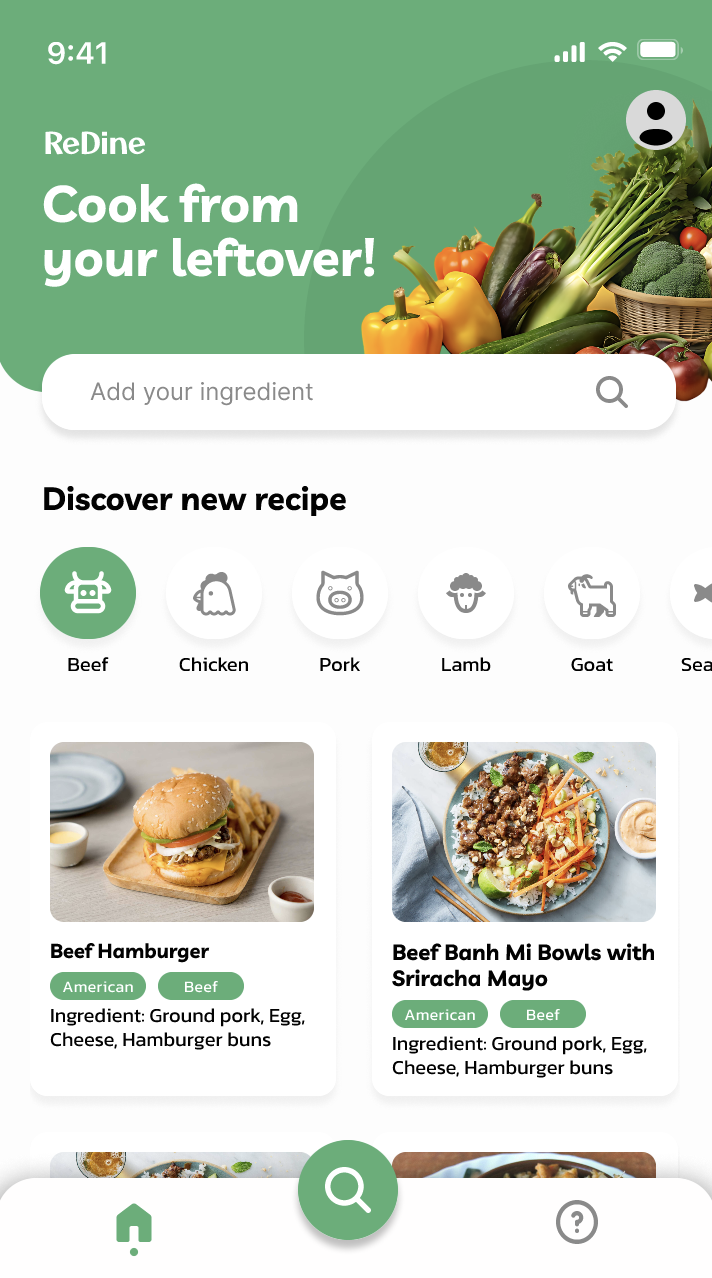 9:41
ReDine
Cook from
your leftover!
Add your ingredient
Discover new recipe
Beef
Chicken
Pork
Lamb
Goat
Sea
Beef Hamburger
American
Beef
Ingredient: Ground pork, Egg,
Cheese, Hamburger buns
Beef Banh Mi Bowls with
Sriracha Mayo
American
Beef
Ingredient: Ground pork, Egg,
Cheese, Hamburger buns
?